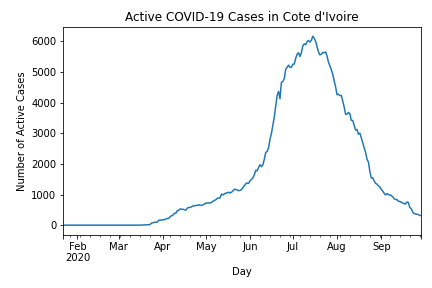 Active COVID-19 Cases in Cote d'Ivoire
Number of Active Cases
6000
5000
4000
3000
2000
1000
0
Feb Mar Apr May Jun Jul Aug Sep
2020
Day